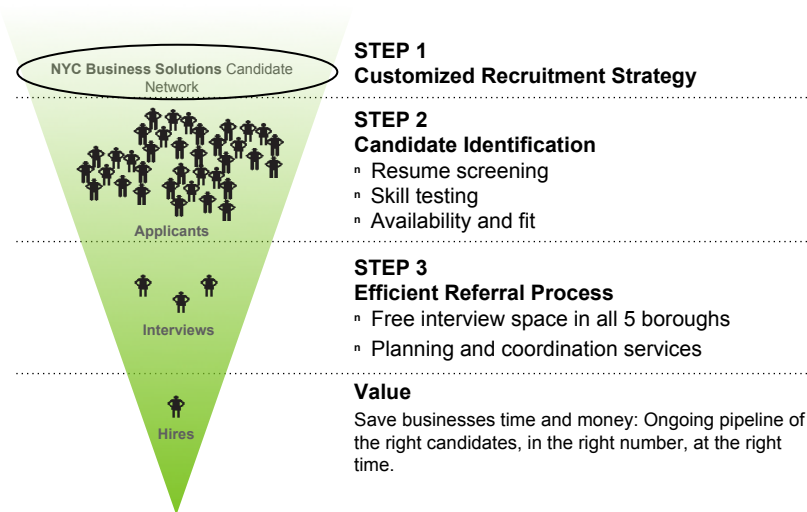 NYC Business Solutions Candidate
Network
STEP 1
Customized Recruitment Strategy
STEP 2
Candidate Identification
n Resume screening
n Skill testing
n Availability and fit
Applicants
STEP 3
Efficient Referral Process
n Free interview space in all 5 boroughs
n Planning and coordination services
Interviews
Value
Save businesses time and money: Ongoing pipeline of
the right candidates, in the right number, at the right
time.
Hires